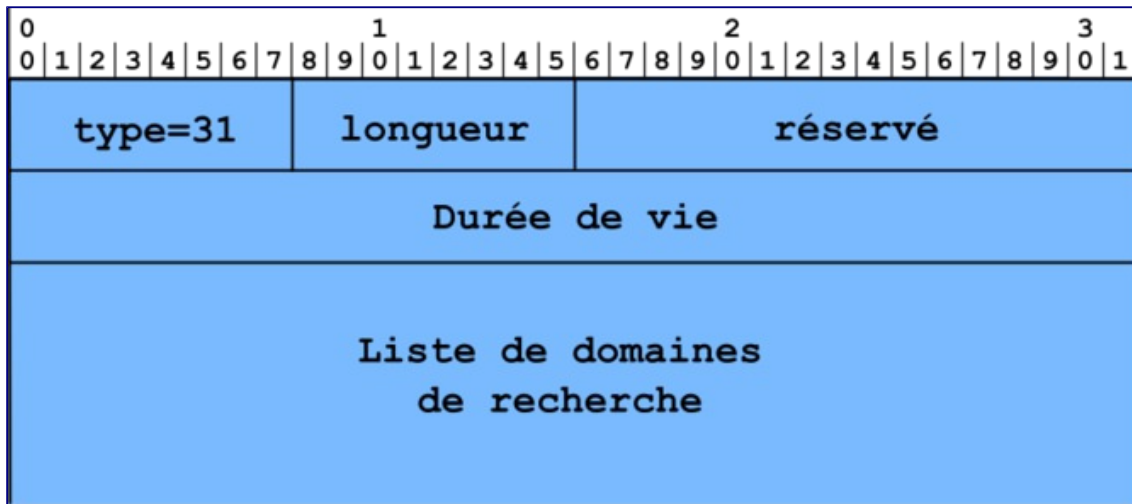 0 1 2 3
0|1|2|3|4|5|6|7|8|9|0|1|2|3|4|5|6|7|8|9|0|1|2|3|4|5|6|7|8|9|0|1
type=31 longueur réservé
Durée de vie
Liste de domaines
de recherche